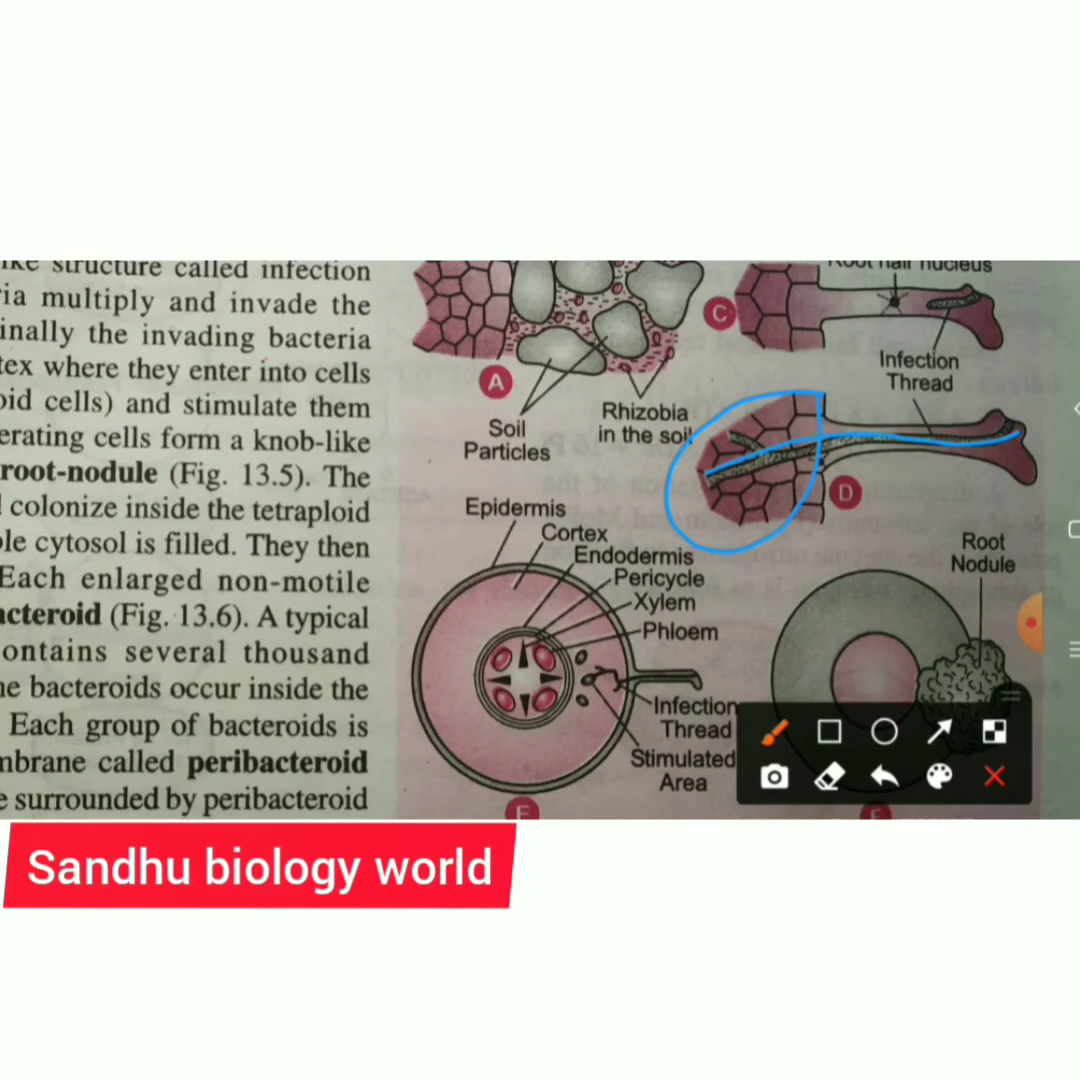 ike structure called infection
ria multiply and invade the
inally the invading bacteria
tex where they enter into cells
oid cells) and stimulate them
erating cells form a knob-like
root-nodule (Fig. 13.5). The
colonize inside the tetraploid
ole cytosol is filled. They then
Each enlarged non-motile
acteroid (Fig. 13.6). A typical
ontains several thousand
he bacteroids occur inside the
Each group of bacteroids is
mbrane called peribacteroid
e surrounded by peribacteroid
A
Soil
Particles
Rhizobia
in the soil
Root hair nucleus
C
Infection
Thread
D
Epidermis
Cortex
Endodermis
Pericycle
Xylem
Phloem
Infection
Thread
Stimulated
Area
E
Root
Nodule
F
Sandhu biology world